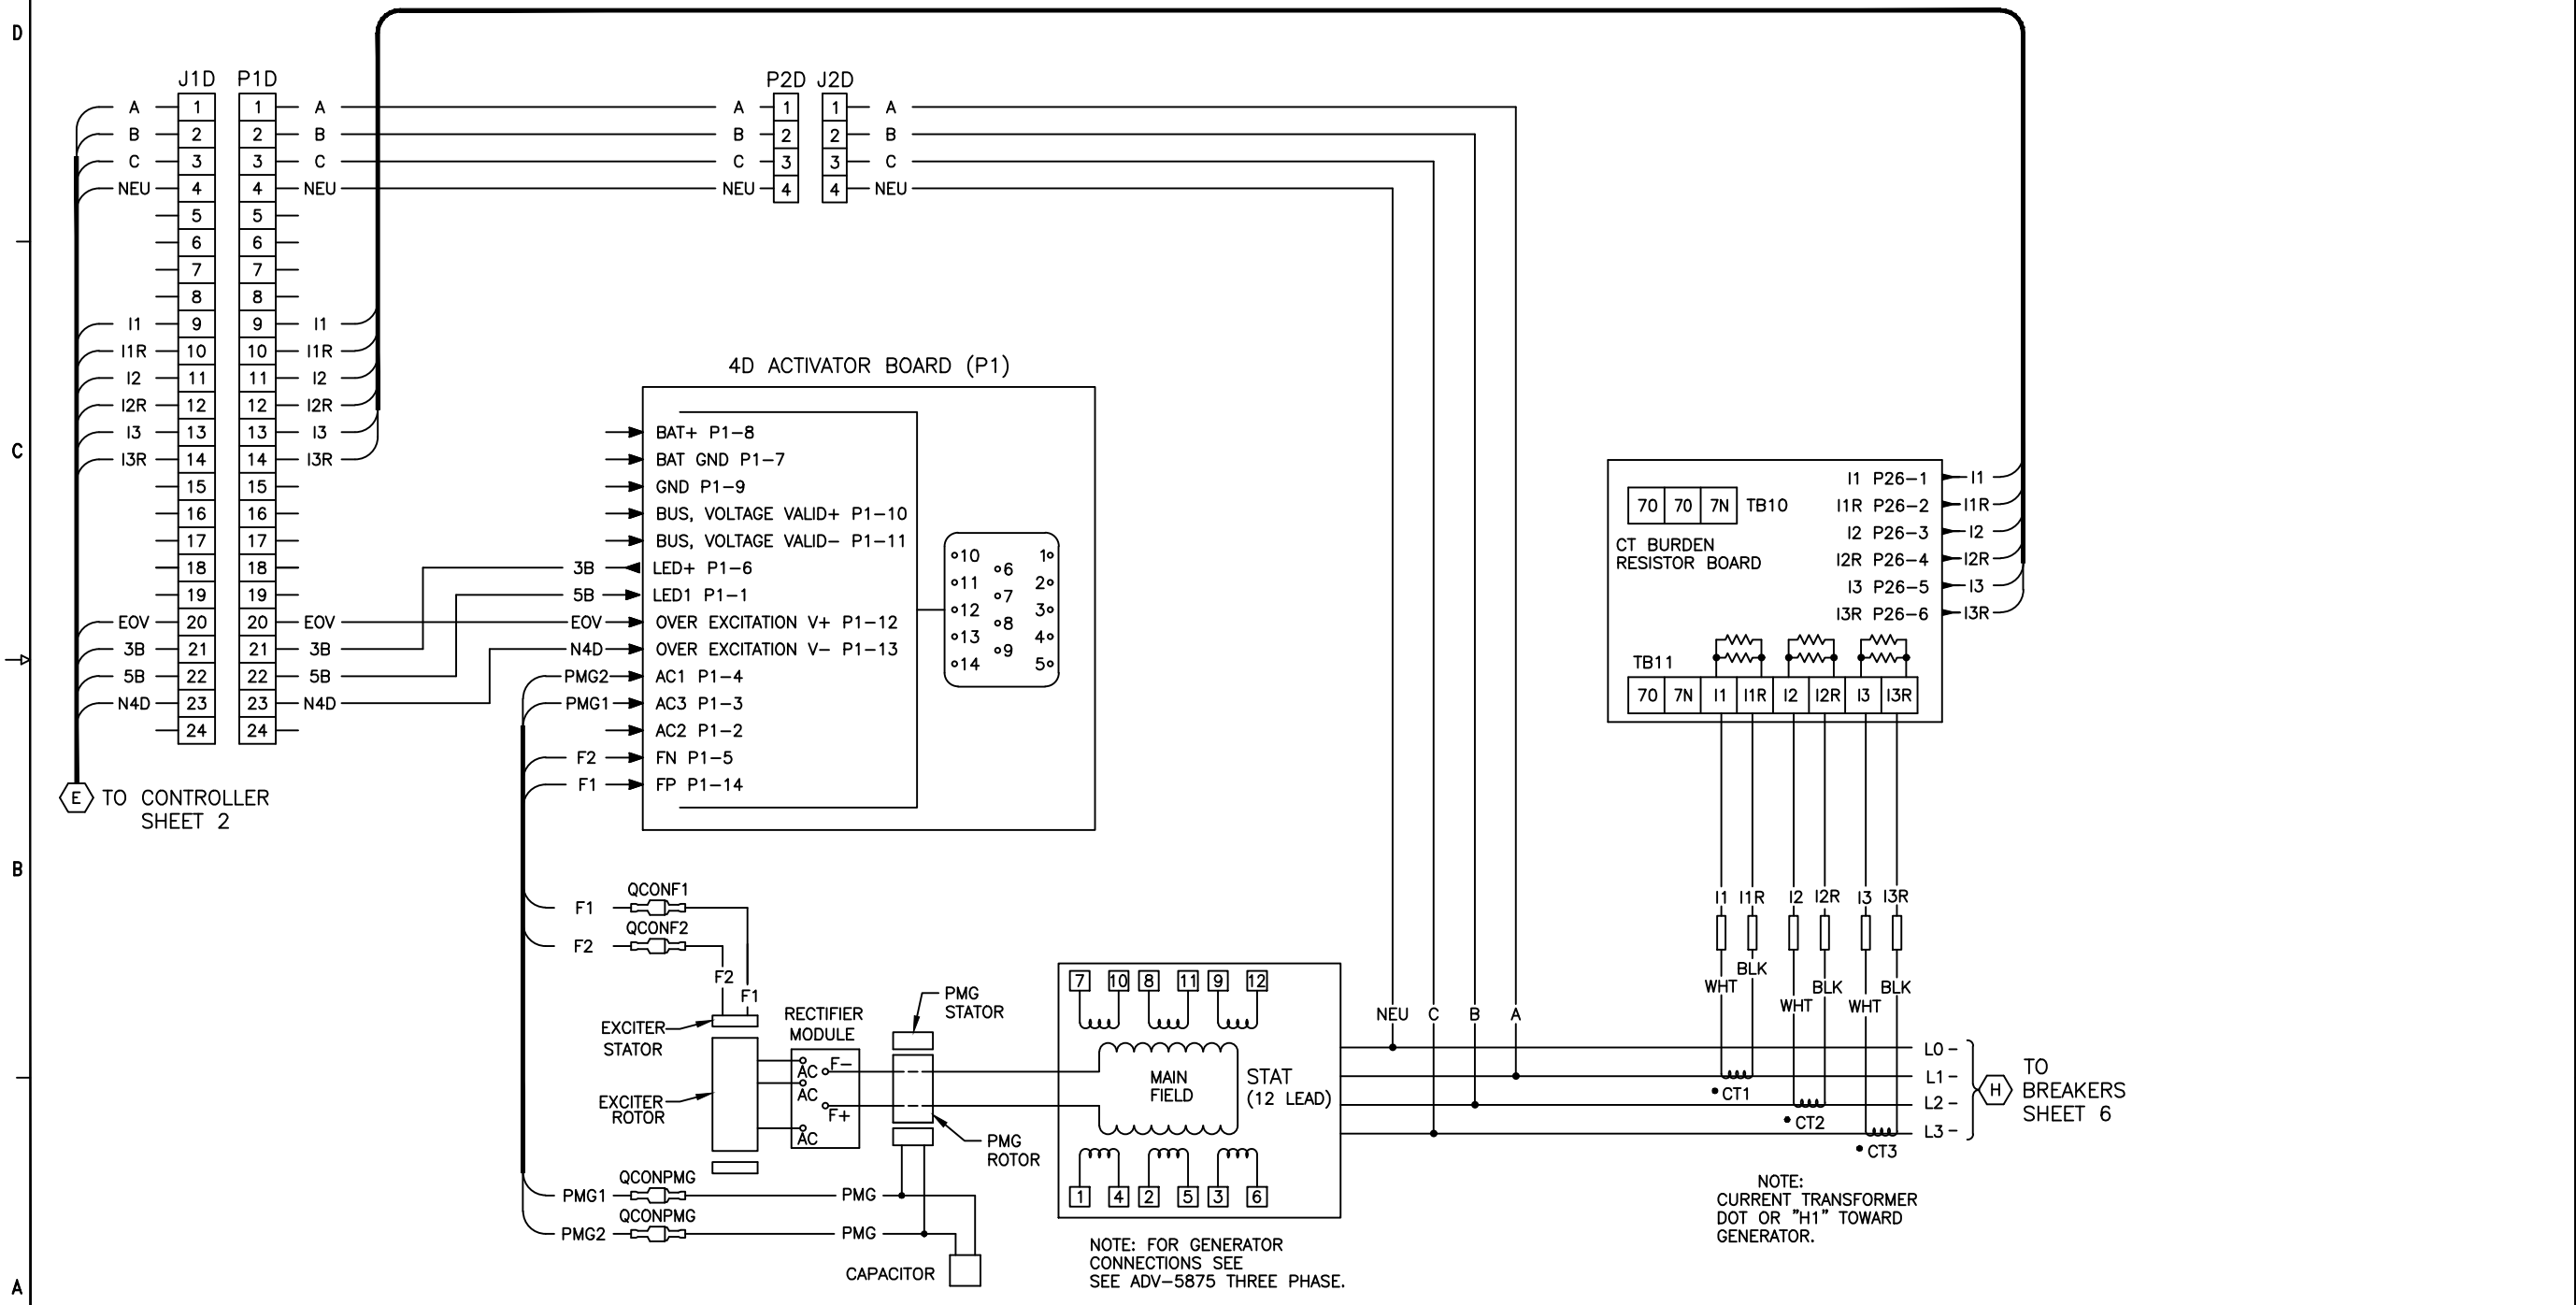 D
C
B
A
J1D P1D
A 1 1 A
B 2 2 B
C 3 3 C
NEU 4 4 NEU
5 5
6 6
7 7
8 8
I1 9 9 I1
I1R 10 10 I1R
I2 11 11 I2
I2R 12 12 I2R
I3 13 13 I3
I3R 14 14 I3R
15 15
16 16
17 17
18 18
19 19
EOV 20 20 EOV
3B 21 21 3B
5B 22 22 5B
N4D 23 23 N4D
24 24
E TO CONTROLLER
SHEET 2
P2D J2D
A 1 1 A
B 2 2 B
C 3 3 C
NEU 4 4 NEU
4D ACTIVATOR BOARD (P1)
BAT+ P1-8
BAT GND P1-7
GND P1-9
BUS, VOLTAGE VALID+ P1-10
BUS, VOLTAGE VALID- P1-11
3B LED+ P1-6
5B LED1 P1-1
EOV OVER EXCITATION V+ P1-12
N4D OVER EXCITATION V- P1-13
PMG2 AC1 P1-4
PMG1 AC3 P1-3
AC2 P1-2
F2 FN P1-5
F1 FP P1-14
10 1
6
11 2
7
12 3
8
13 4
9
14 5
I1 P26-1 I1
70 70 7N TB10
I1R P26-2 I1R
I2 P26-3 I2
CT BURDEN
RESISTOR BOARD
I2R P26-4 I2R
I3 P26-5 I3
I3R P26-6 I3R
TB11
70 7N I1 I1R I2 I2R I3 I3R
I1 I1R I2 I2R I3 I3R
WHT BLK WHT BLK WHT BLK
QCONF1
F1
QCONF2
F2
F2
F1
EXCITER
STATOR
EXCITER
ROTOR
RECTIFIER
MODULE
AC F-
AC
F+
AC
PMG
STATOR
PMG
ROTOR
QCONPMG
PMG1 PMG
QCONPMG
PMG2 PMG
CAPACITOR
7 10 8 11 9 12
MAIN
FIELD
STAT
(12 LEAD)
1 4 2 5 3 6
NOTE: FOR GENERATOR
CONNECTIONS SEE
SEE ADV-5875 THREE PHASE.
NEU C B A
L0 -
L1 -
L2 -
L3 -
CT1
CT2
CT3
H
TO
BREAKERS
SHEET 6
NOTE:
CURRENT TRANSFORMER
DOT OR "H1" TOWARD
GENERATOR.